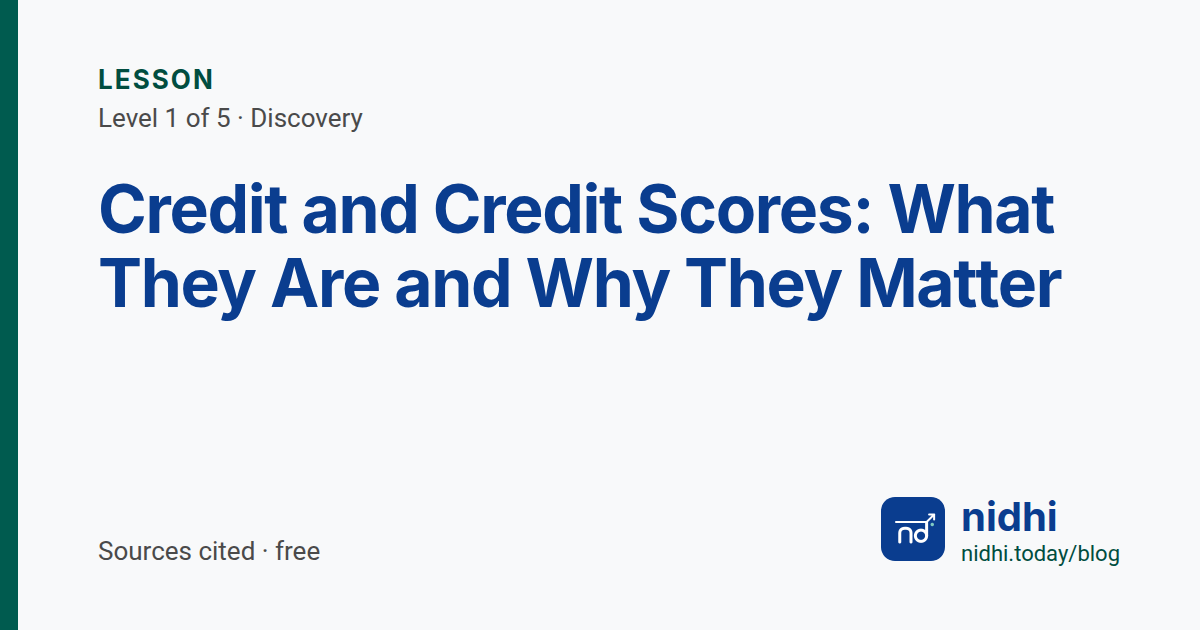 LESSON
Level 1 of 5 · Discovery
Credit and Credit Scores: What
They Are and Why They Matter
Sources cited · free
nd
nidhi
nidhi.today/blog